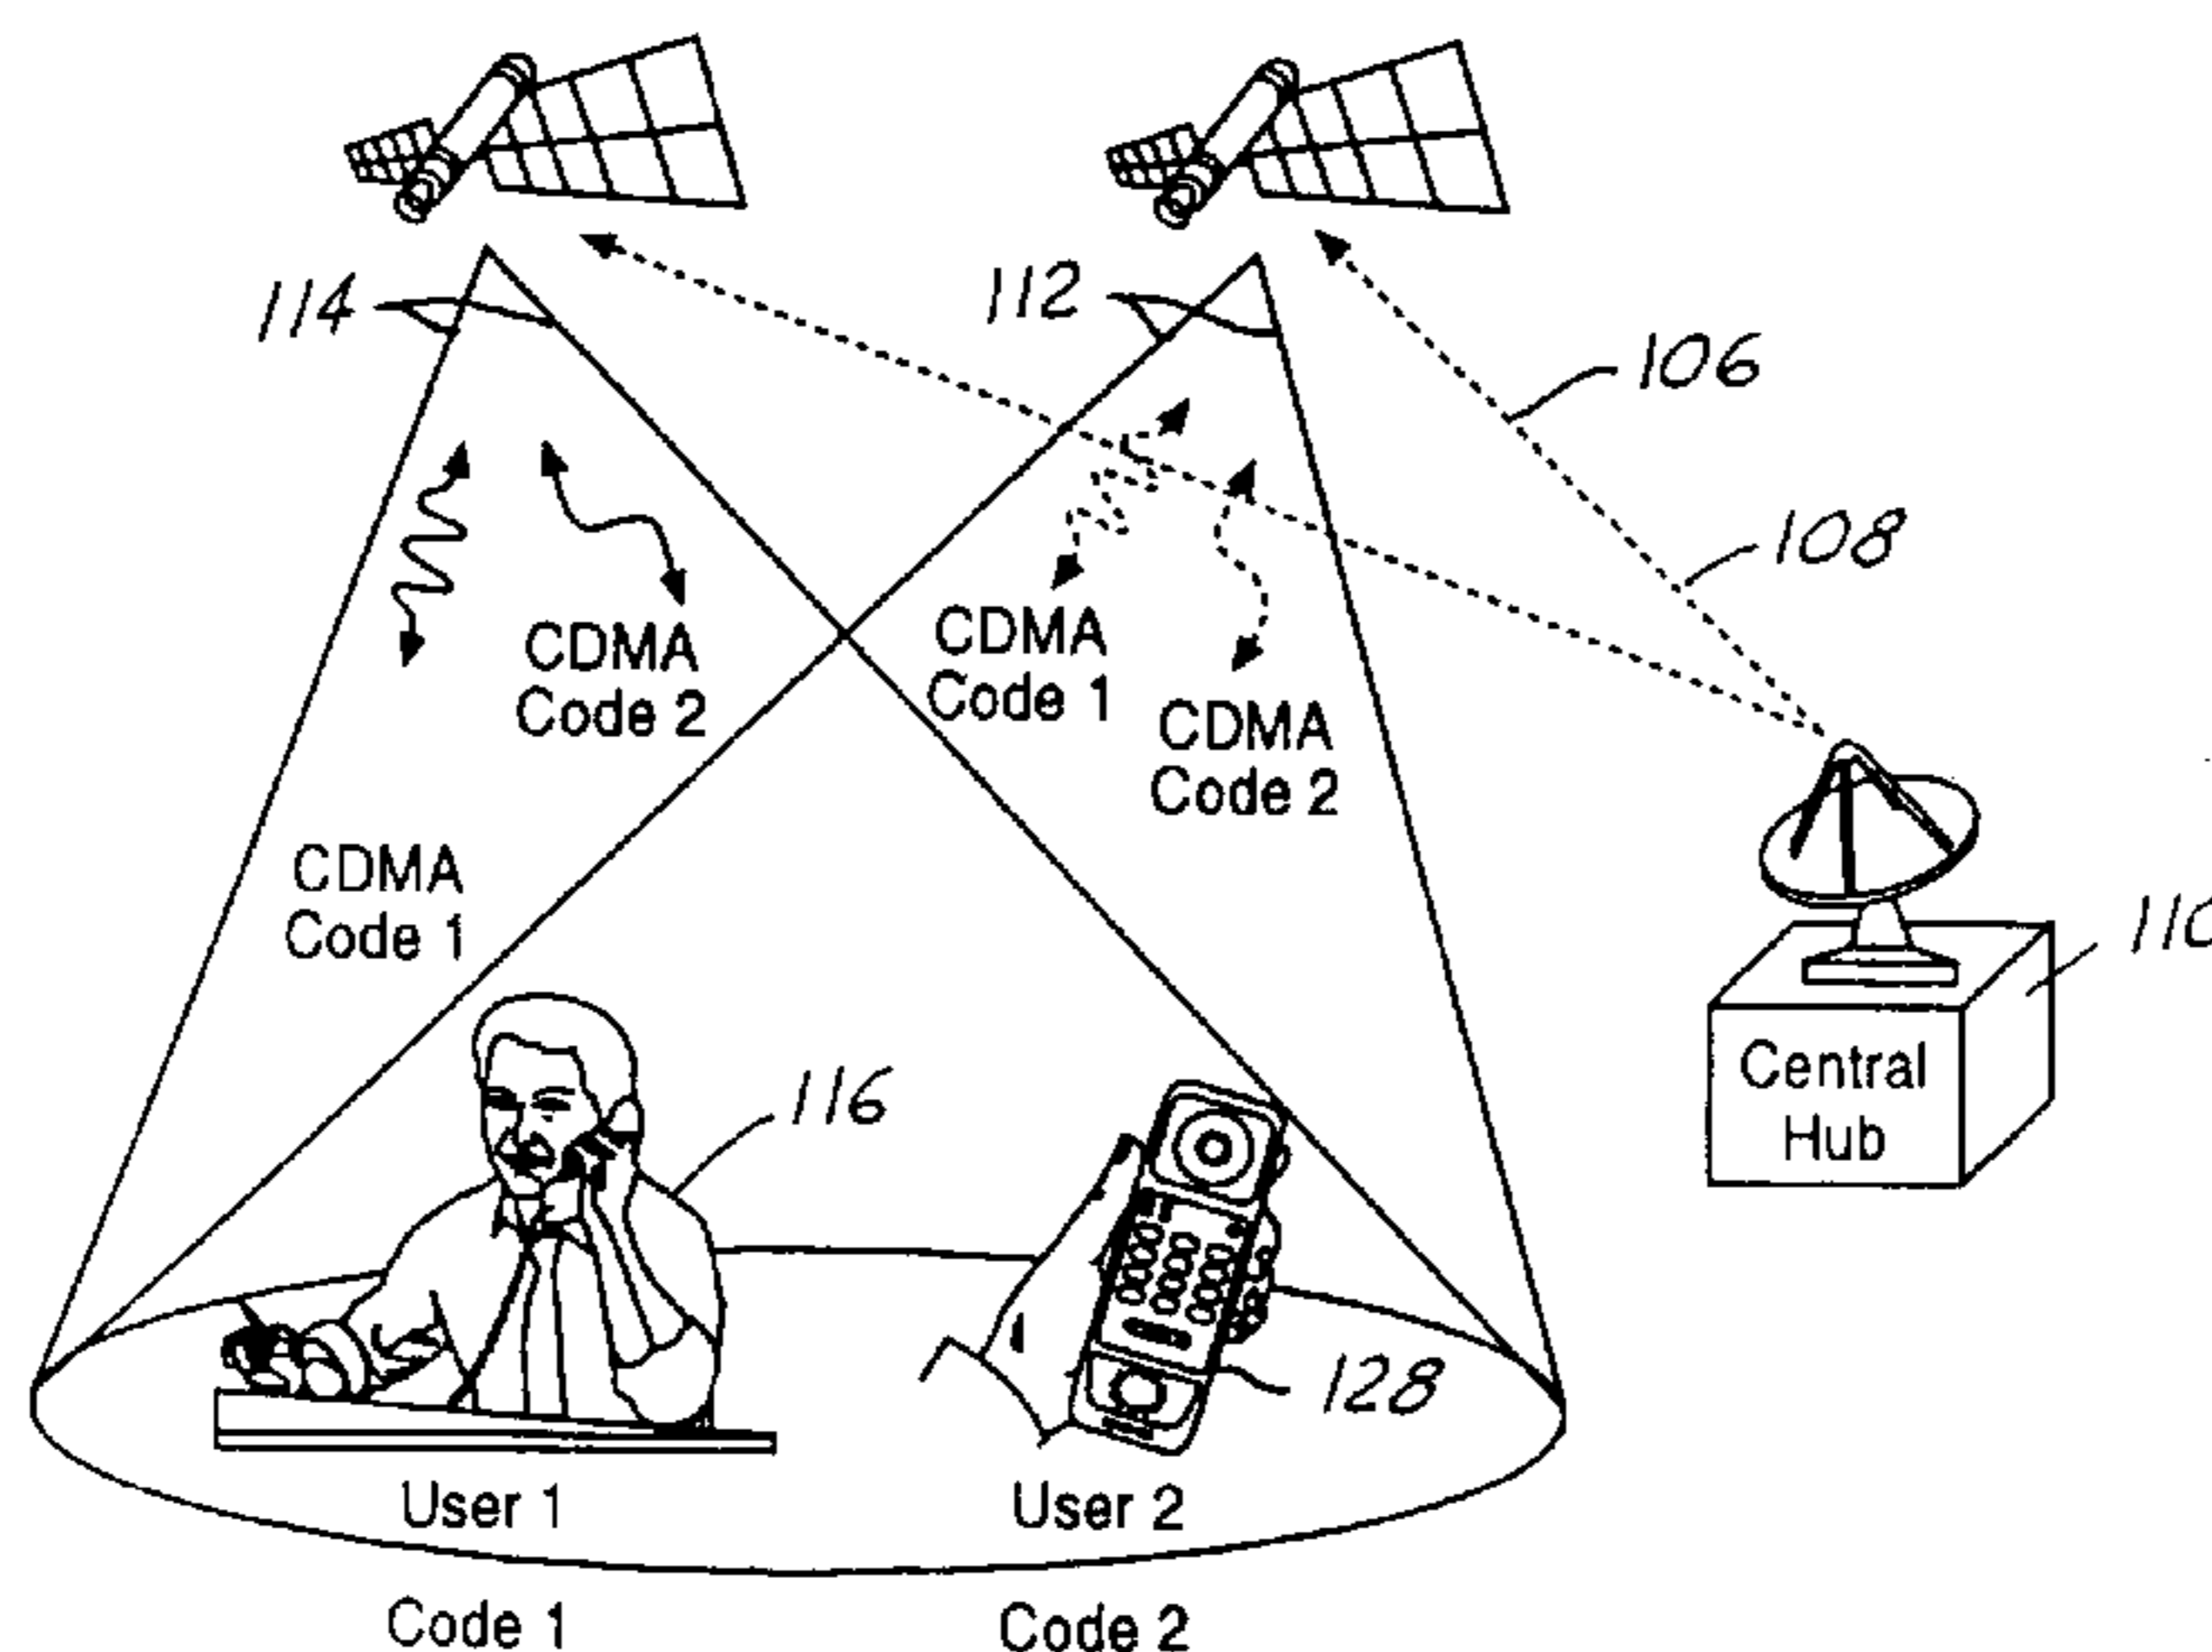 114
112
106
108
CDMA
Code 2
CDMA
Code 1
CDMA
Code 2
CDMA
Code 1
110
Central
Hub
116
128
User 1
User 2
Code 1
Code 2